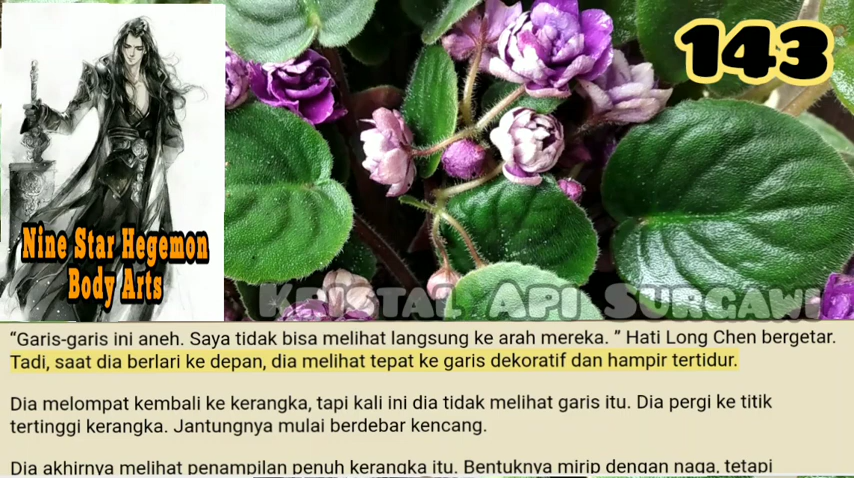 143
Nine Star Hegemon
Body Arts
Kristal Api Surgawi
“Garis-garis ini aneh. Saya tidak bisa melihat langsung ke arah mereka. ” Hati Long Chen bergetar.
Tadi, saat dia berlari ke depan, dia melihat tepat ke garis dekoratif dan hampir tertidur.
Dia melompat kembali ke kerangka, tapi kali ini dia tidak melihat garis itu. Dia pergi ke titik
tertinggi kerangka. Jantungnya mulai berdebar kencang.
Dia akhirnya melihat penampilan penuh kerangka itu. Bentuknya mirip dengan naga, tetapi